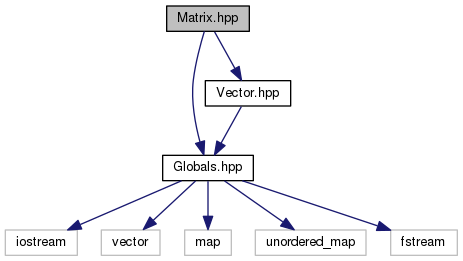 Matrix.hpp
Vector.hpp
Globals.hpp
iostream
vector
map
unordered_map
fstream